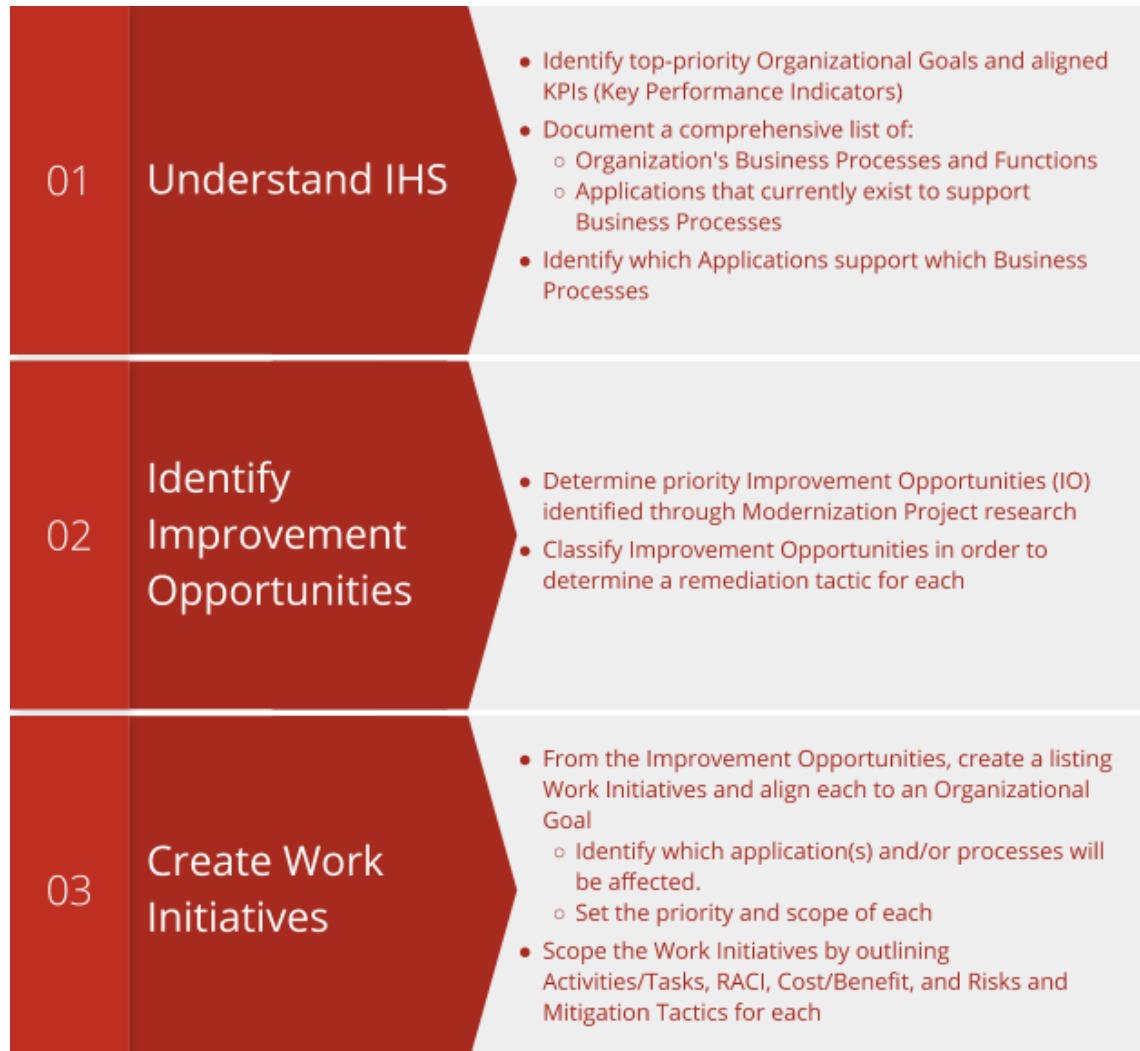 01
Understand IHS
● Identify top-priority Organizational Goals and aligned
KPIs (Key Performance Indicators)
● Document a comprehensive list of:
○ Organization's Business Processes and Functions
○ Applications that currently exist to support
Business Processes
● Identify which Applications support which Business
Processes
02
Identify
Improvement
Opportunities
● Determine priority Improvement Opportunities (IO)
identified through Modernization Project research
● Classify Improvement Opportunities in order to
determine a remediation tactic for each
03
Create Work
Initiatives
● From the Improvement Opportunities, create a listing
Work Initiatives and align each to an Organizational
Goal
○ Identify which application(s) and/or processes will
be affected.
○ Set the priority and scope of each
● Scope the Work Initiatives by outlining
Activities/Tasks, RACI, Cost/Benefit, and Risks and
Mitigation Tactics for each